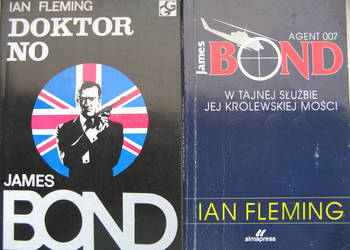 IAN FLEMING
DOKTOR
NO
JAMES
BOND
AGENT 007
James
BOND
W TAJNEJ SŁUŻBIE
JEJ KRÓLEWSKIEJ MOŚCI
IAN FLEMING
almapress